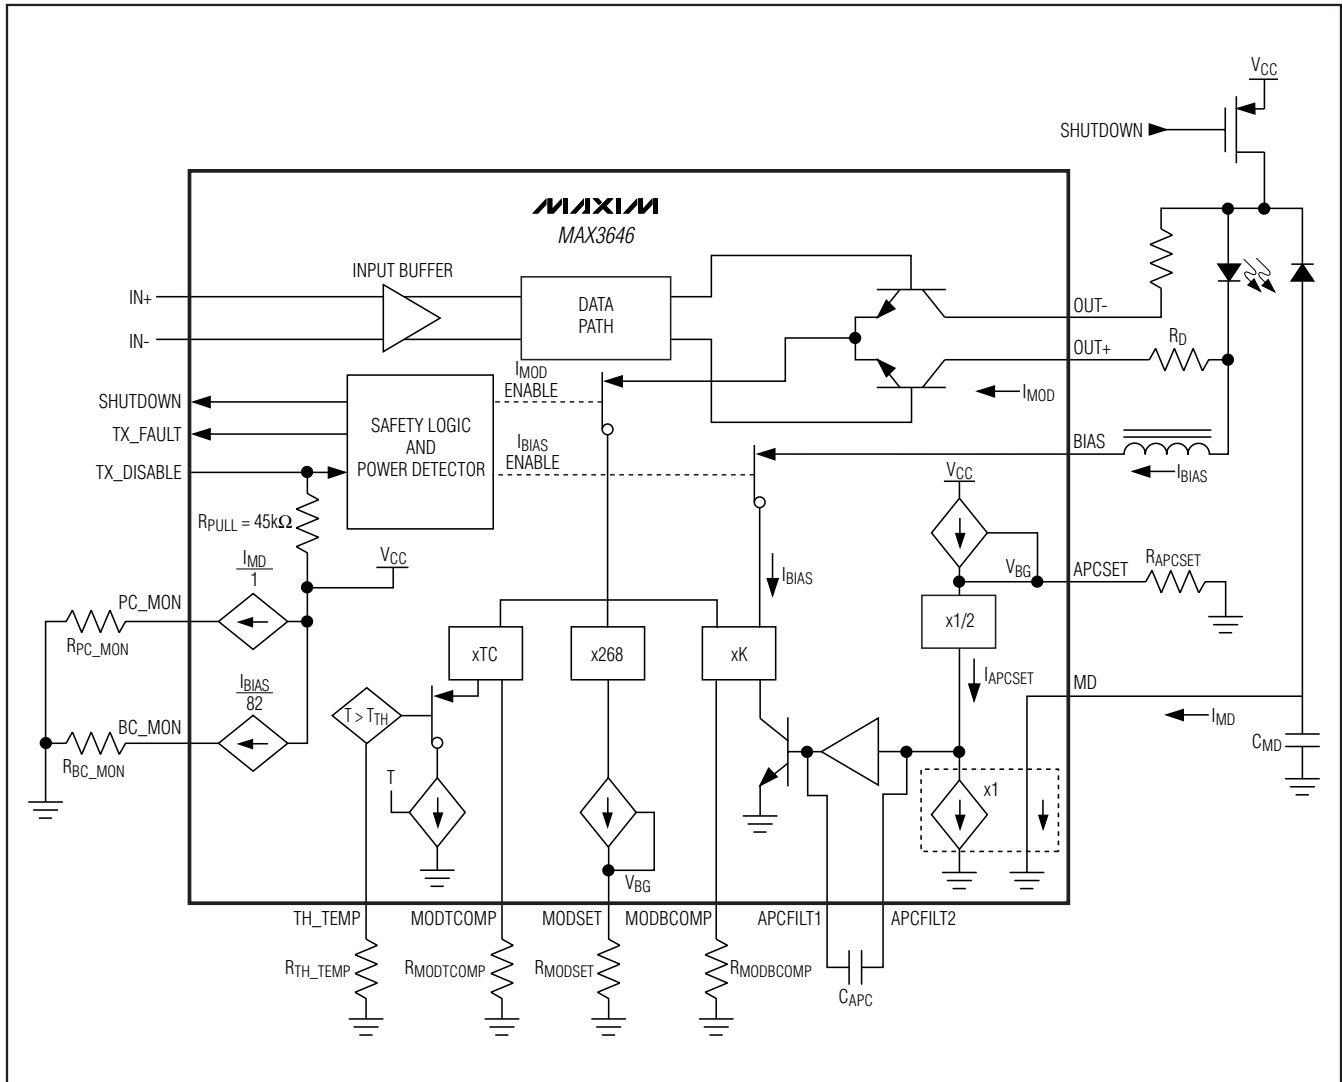 VCC
SHUTDOWN
MAXIM
MAX3646
INPUT BUFFER
IN+
IN-
DATA
PATH
OUT-
OUT+
RD
IMOD
SHUTDOWN
TX_FAULT
TX_DISABLE
SAFETY LOGIC
AND
POWER DETECTOR
IMOD
ENABLE
IBIAS
ENABLE
BIAS
IBIAS
VCC
RPULL = 45kΩ
VCC
IMD
1
PC_MON
RPC_MON
IBIAS
VBG
APCSET
RAPCSET
x1/2
xTC
x268
xK
IAPCSET
MD
IMD
CMD
IBIAS
82
BC_MON
RBC_MON
T > TTH
T
x1
VBG
TH_TEMP
MODTCOMP
MODSET
MODBCOMP
APCFILT1
APCFILT2
RTH_TEMP
RMODTCOMP
RMODSET
RMODBCOMP
CAPC